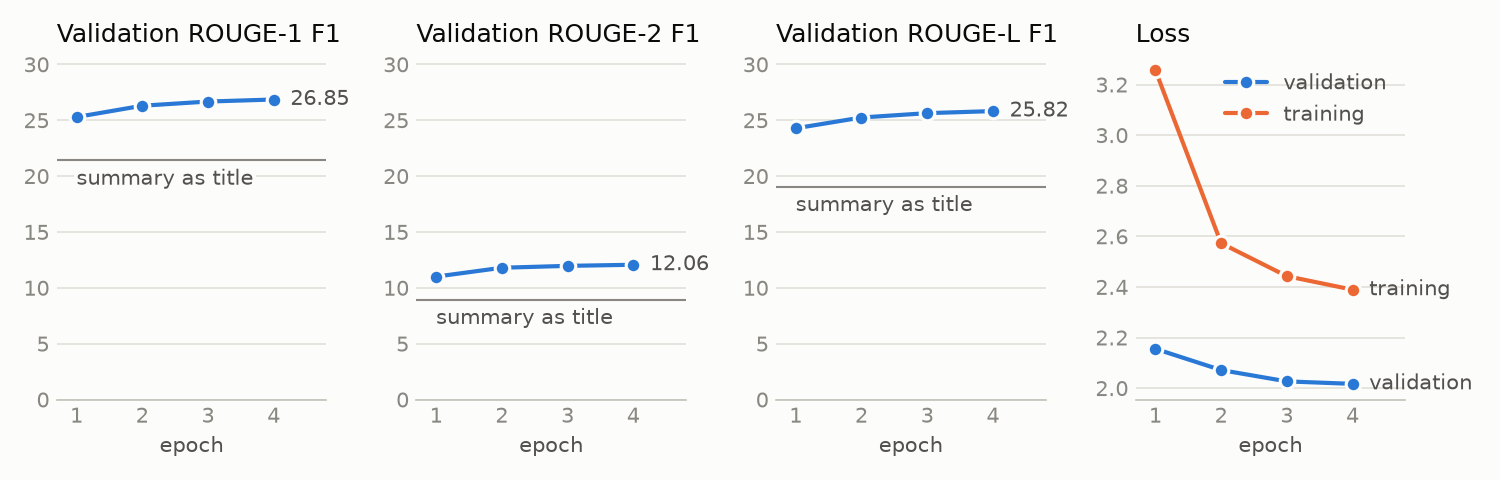 Validation ROUGE-1 F1
30
25
20
15
10
5
0
26.85
summary as title
1 2 3 4
epoch
Validation ROUGE-2 F1
30
25
20
15
10
5
0
12.06
summary as title
1 2 3 4
epoch
Validation ROUGE-L F1
30
25
20
15
10
5
0
25.82
summary as title
1 2 3 4
epoch
Loss
3.2
3.0
2.8
2.6
2.4
2.2
2.0
validation
training
training
validation
1 2 3 4
epoch